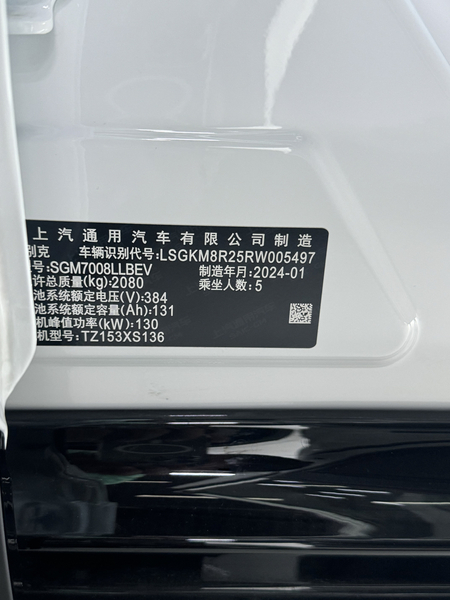 上汽通用汽车有限公司制造
别克 车辆识别代号:LSGKM8R25RW005497
号:SGM7008LLBEV 制造年月:2024-01
许总质量(kg):2080 乘坐人数:5
池系统额定电压(V):384
池系统额定容量(Ah):131
机峰值功率(kW):130
机型号:TZ153XS136